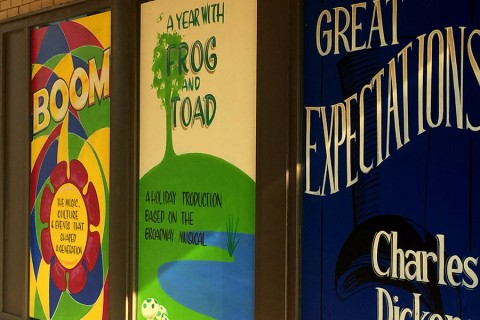 BOOM
THE MUSIC,
CULTURE
& EVENTS THAT
SHAPED
A GENERATION
A YEAR WITH
FROG
AND
TOAD
A HOLIDAY PRODUCTION
BASED ON THE
BROADWAY MUSICAL
GREAT
EXPECTATIONS
Charles